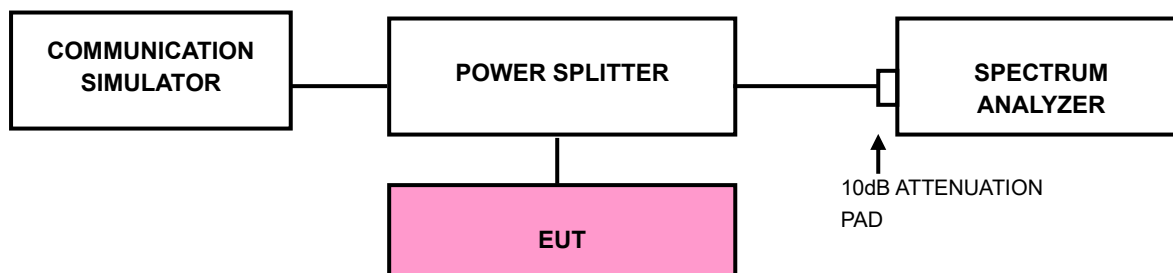 COMMUNICATION
SIMULATOR
POWER SPLITTER
SPECTRUM
ANALYZER
10dB ATTENUATION
PAD
EUT